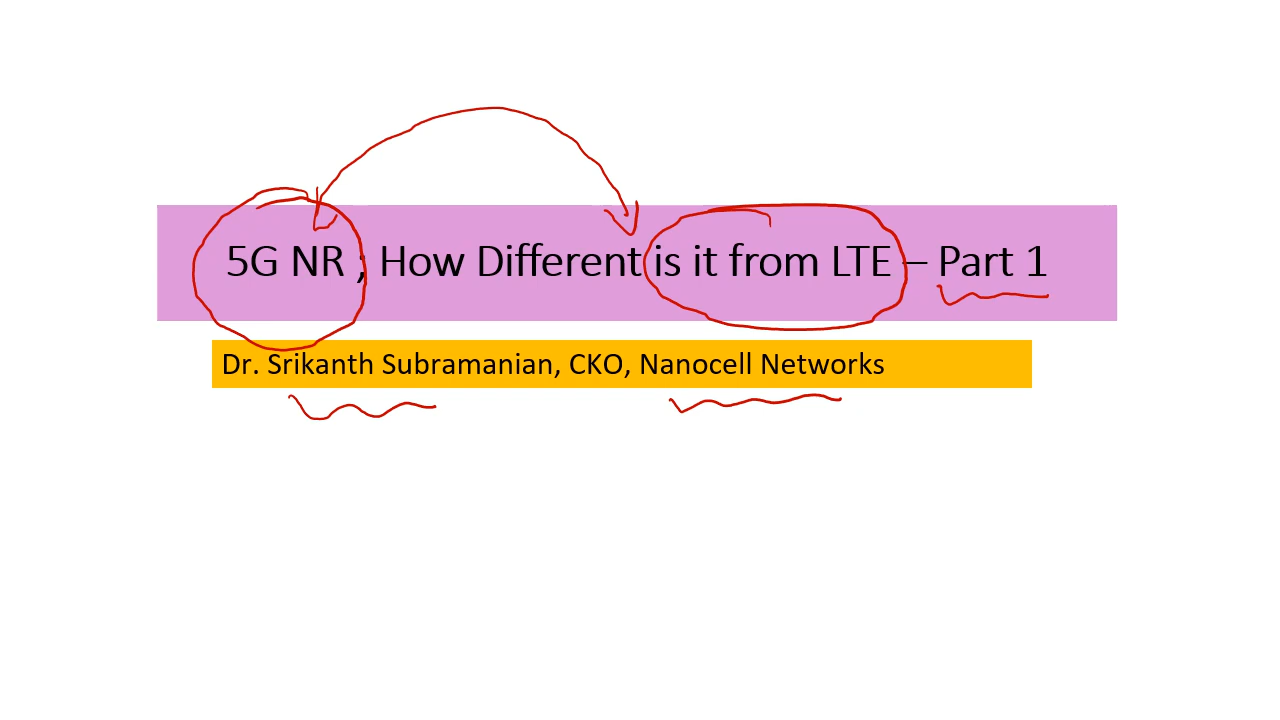 5G NR ; How Different is it from LTE – Part 1
Dr. Srikanth Subramanian, CKO, Nanocell Networks